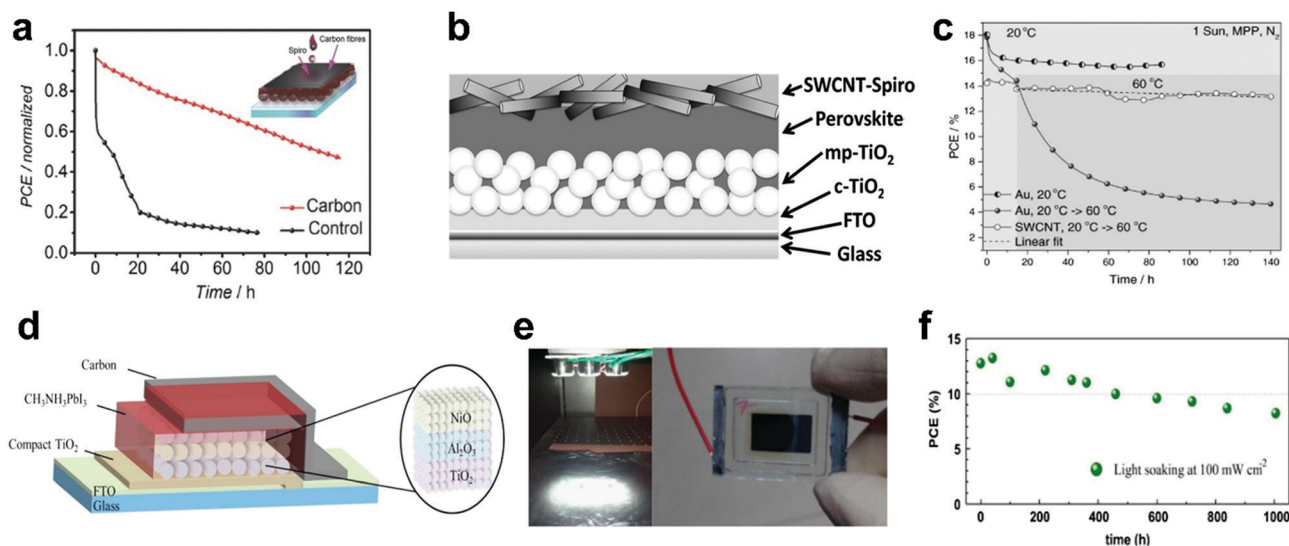 a
PCE / normalized
1.0
0.8
0.6
0.4
0.2
0.0
0 20 40 60 80 100 120
Time / h
Spiro
Carbon fibres
Carbon
Control
b
SWCNT-Spiro
Perovskite
mp-TiO2
c-TiO2
FTO
Glass
c
PCE / %
18
16
14
12
10
8
6
4
2
0 20 40 60 80 100 120 140
Time / h
20 °C
1 Sun, MPP, N2
60 °C
Au, 20 °C
Au, 20 °C -> 60 °C
SWCNT, 20 °C -> 60 °C
Linear fit
d
Carbon
CH3NH3PbI3
Compact TiO2
FTO
Glass
NiO
Al2O3
TiO2
e
f
PCE (%)
15
10
5
0
0 200 400 600 800 1000
time (h)
Light soaking at 100 mW cm-2